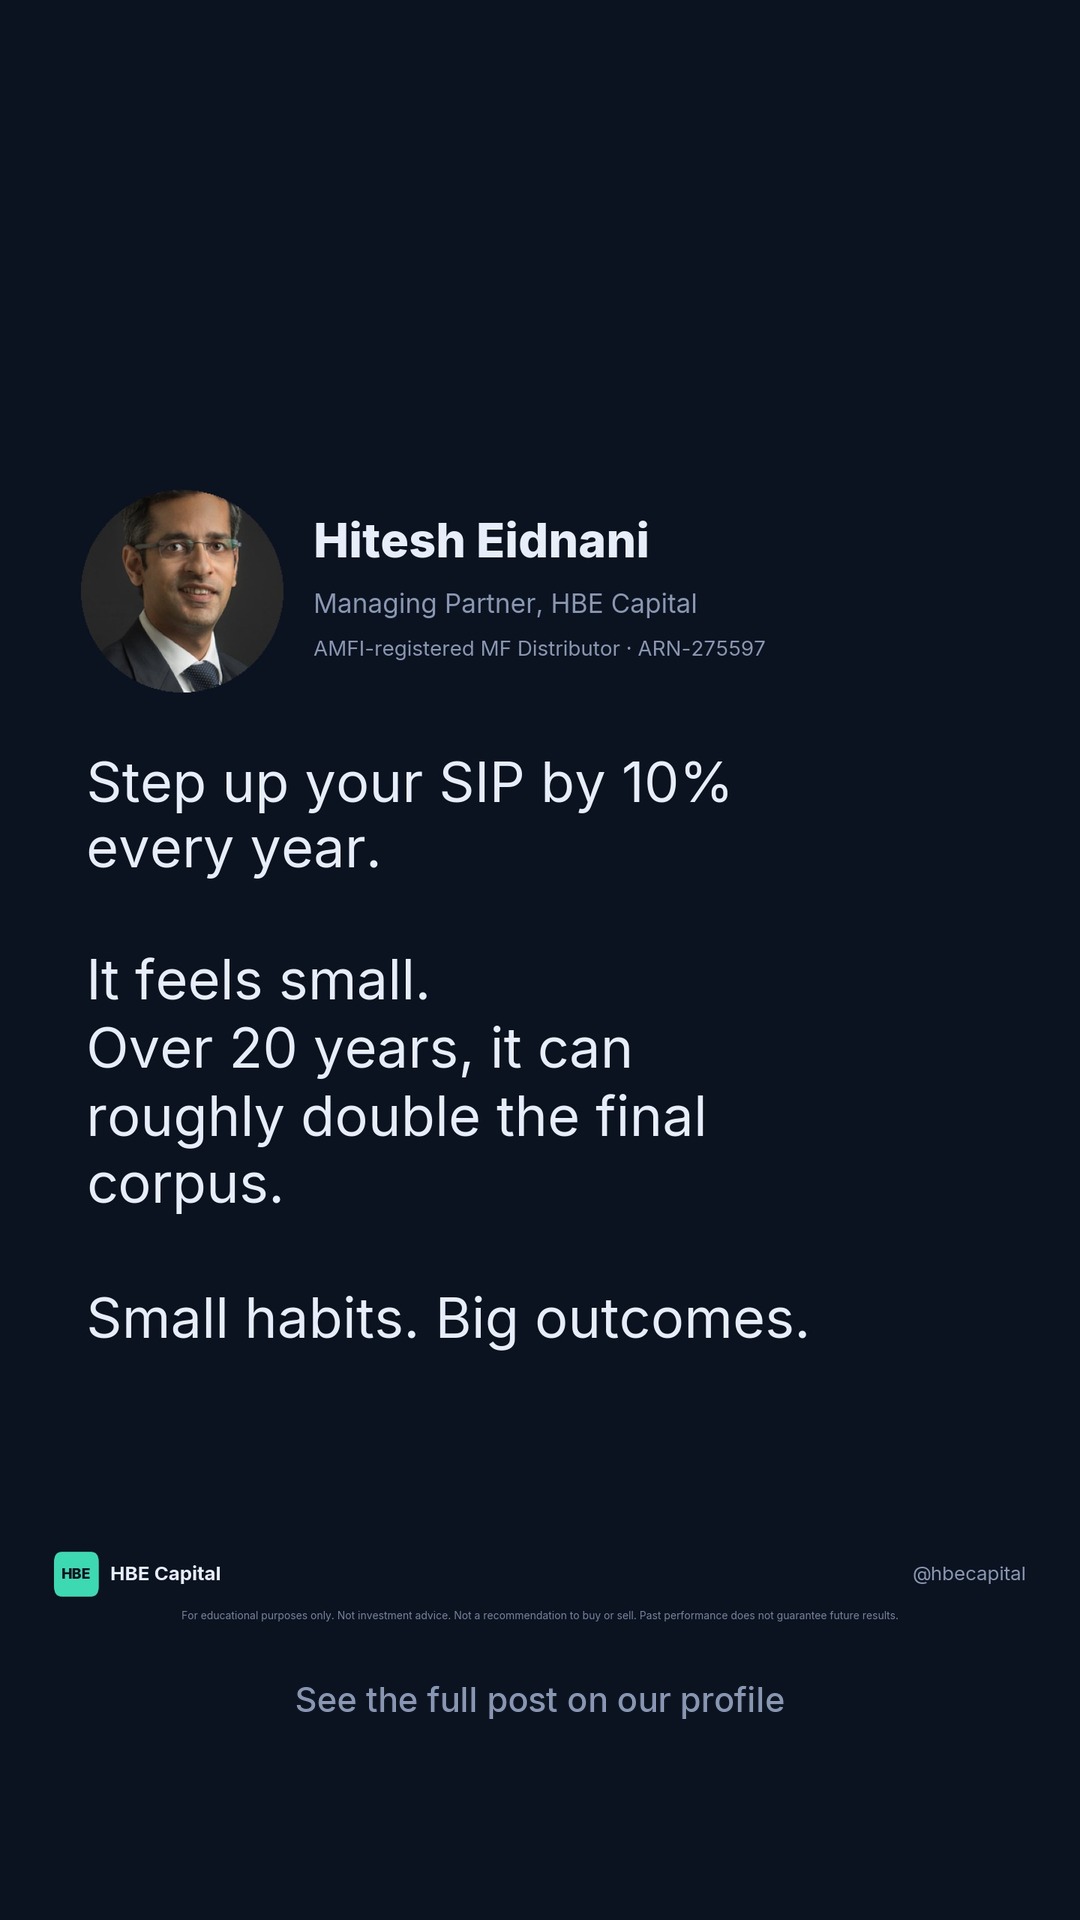 Hitesh Eidnani
Managing Partner, HBE Capital
AMFI-registered MF Distributor · ARN-275597
Step up your SIP by 10%
every year.
It feels small.
Over 20 years, it can
roughly double the final
corpus.
Small habits. Big outcomes.
HBE
HBE Capital
@hbecapital
For educational purposes only. Not investment advice. Not a recommendation to buy or sell. Past performance does not guarantee future results.
See the full post on our profile